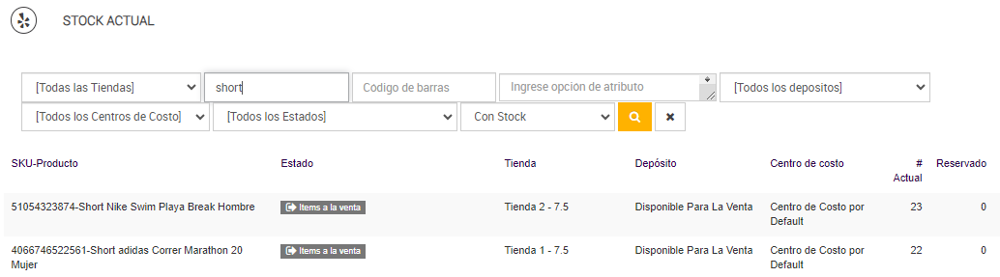 STOCK ACTUAL
[Todas las Tiendas] short Código de barras Ingrese opción de atributo [Todos los depositos]
[Todos los Centros de Costo] [Todos los Estados] Con Stock
SKU-Producto Estado Tienda Depósito Centro de costo # Reservado
Actual
51054323874-Short Nike Swim Playa Break Hombre Items a la venta Tienda 2 - 7.5 Disponible Para La Venta Centro de Costo por 23 0
Default
4066746522561-Short adidas Correr Marathon 20 Items a la venta Tienda 1 - 7.5 Disponible Para La Venta Centro de Costo por 22 0
Mujer Default